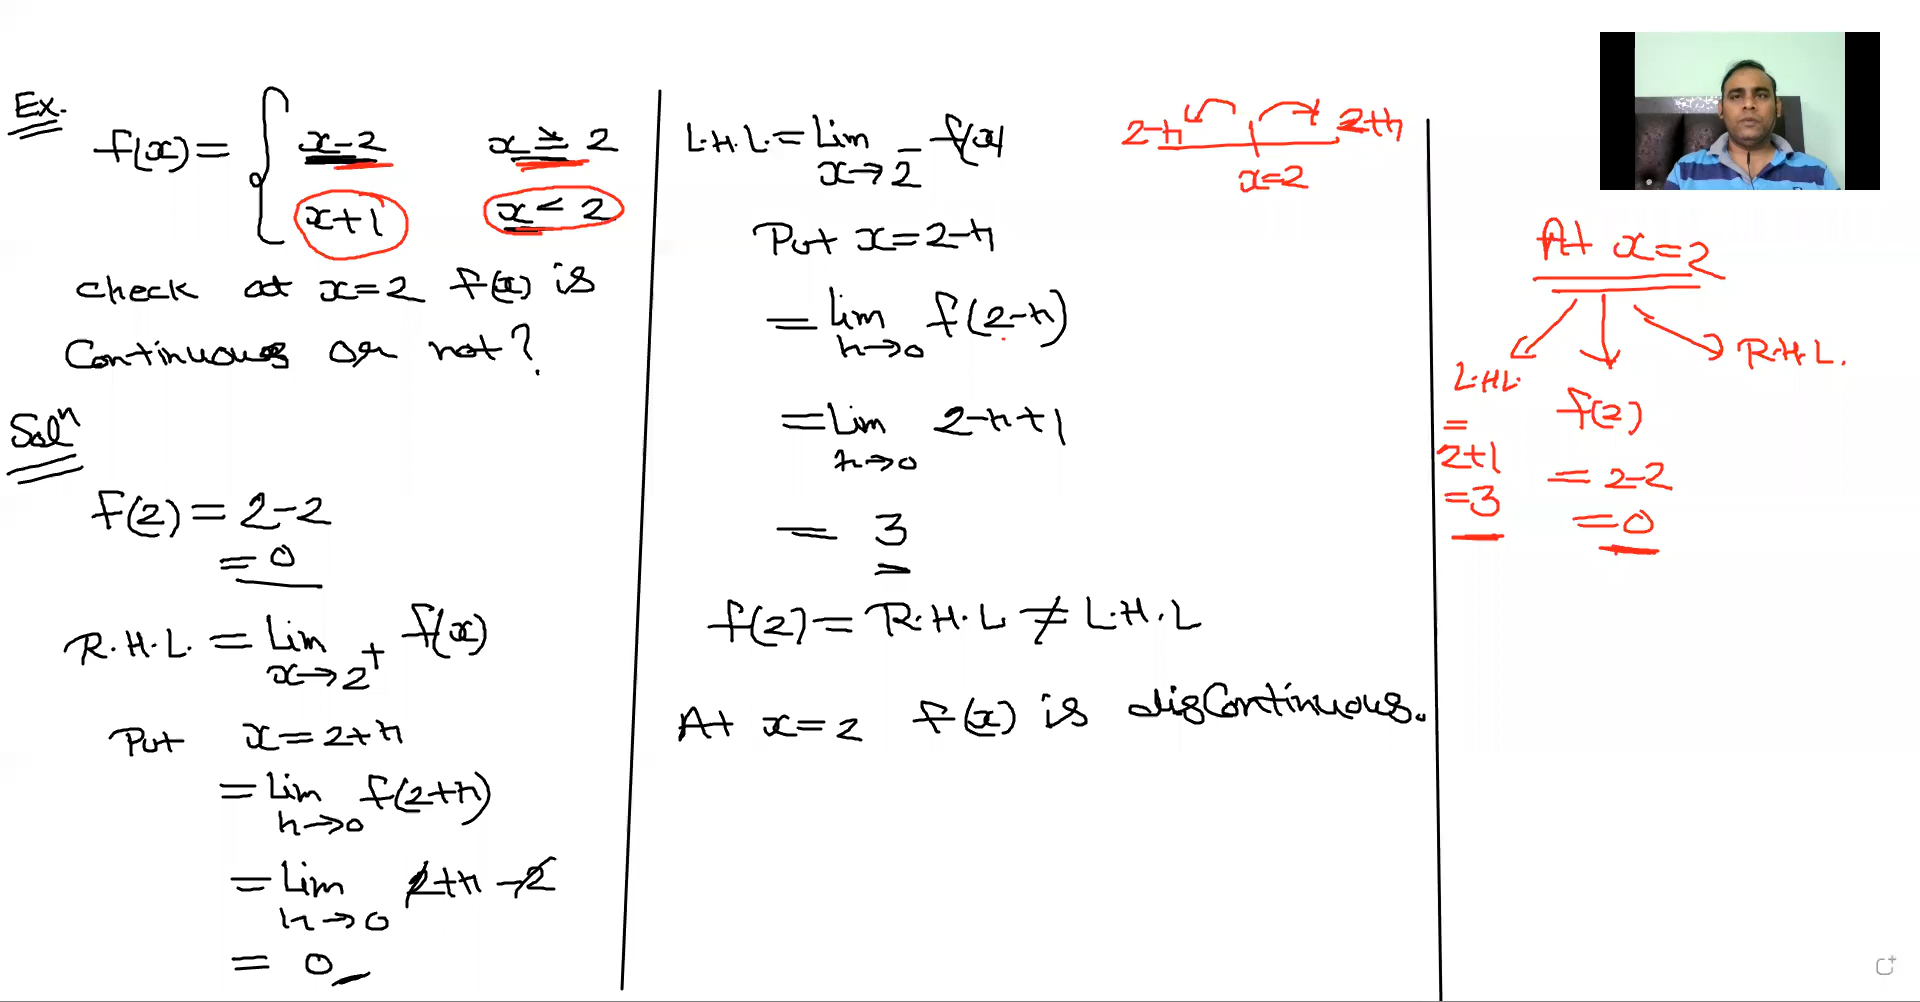 Ex.
f(x) = { x-2   x ≥ 2
x+1   x < 2
check at x=2 f(x) is
Continuous or not?
Solⁿ
f(2) = 2-2
= 0
R.H.L. = Lim x→2⁺ f(x)
Put x = 2+h
= Lim h→0 f(2+h)
= Lim h→0 2+h-2
= 0
L.H.L. = Lim x→2⁻ f(x)
Put x = 2-h
= Lim h→0 f(2-h)
= Lim h→0 2-h+1
= 3
f(2) = R.H.L ≠ L.H.L
At x=2 f(x) is disContinuous.
2-h   2+h
x=2
At x=2
L.H.L.   f(2)   R.H.L.
=
2+1   = 2-2
=3   =0